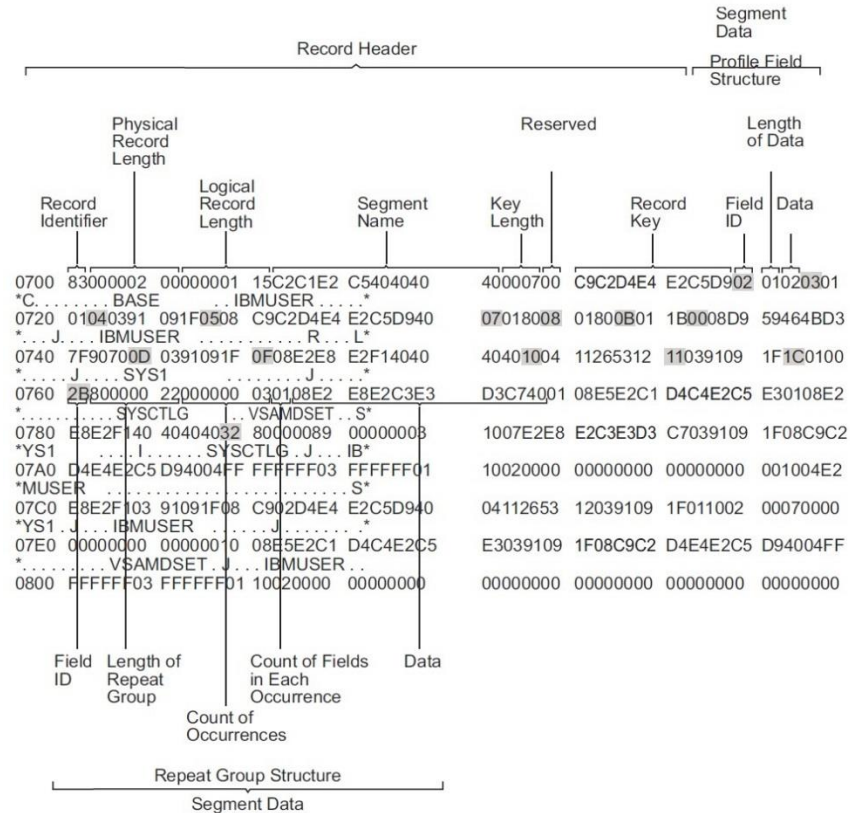 Segment
Data
Record Header
Profile Field
Structure
Physical
Record
Length
Reserved
Length
of Data
Record
Identifier
Logical
Record
Length
Segment
Name
Key
Length
Record
Key
Field
ID
Data
0700 83300002 00000001 15C2C1E2 C5404040 40000700 C9C2D4E4 E2C5D902 01020301
*C. . . . . . . . BASE . . . IBMUSER . . . . .*
0720 01040391 091F0508 C9C2D4E4 E2C5D940 07018008 01800B01 1B0008D9 59464BD3
*. . . J. . . . IBMUSER . . . . . . . . . . R . . . L*
0740 7F90700D 0391091F 0F08E2E8 E2F14040 40401004 11265312 11039109 1F1C0100
*. . . . . J . . . . SYS1 . . . . . . . . . J . . . . .*
0760 2B800000 22000000 030108E2 E8E2C3E3 D3C74001 08E5E2C1 D4C4E2C5 E30108E2
*. . . . . . . . . . SYSCTLG . . . VSAMDSET . . S*
0780 E8E2F140 40404032 80000089 00000003 1007E2E8 E2C3E3D3 C7039109 1F08C9C2
*YS1 . . . . I . . . . . SYSCTLG . J . . . IB*
07A0 D4E4E2C5 D94004FF FFFFFF03 FFFFFF01 10020000 00000000 00000000 001004E2
*MUSER . . . . . . . . . . . . . . . . . . . . . . . S*
07C0 E8E2F103 91091F08 C902D4E4 E2C5D940 04112653 12039109 1F011002 00070000
*YS1 . J . . . IBMUSER . . . . . . . J . . . . . . .*
07E0 00000000 00000010 08E5E2C1 D4C4E2C5 E3039109 1F08C9C2 D4E4E2C5 D94004FF
*. . . . . . . . VSAMDSET . J . . . IBMUSER . .
0800 FFFFFF03 FFFFFF01 10020000 00000000 00000000 00000000 00000000 00000000
Field
ID
Length of
Repeat
Group
Count of
Occurrences
Count of Fields
in Each
Occurrence
Data
Repeat Group Structure
Segment Data